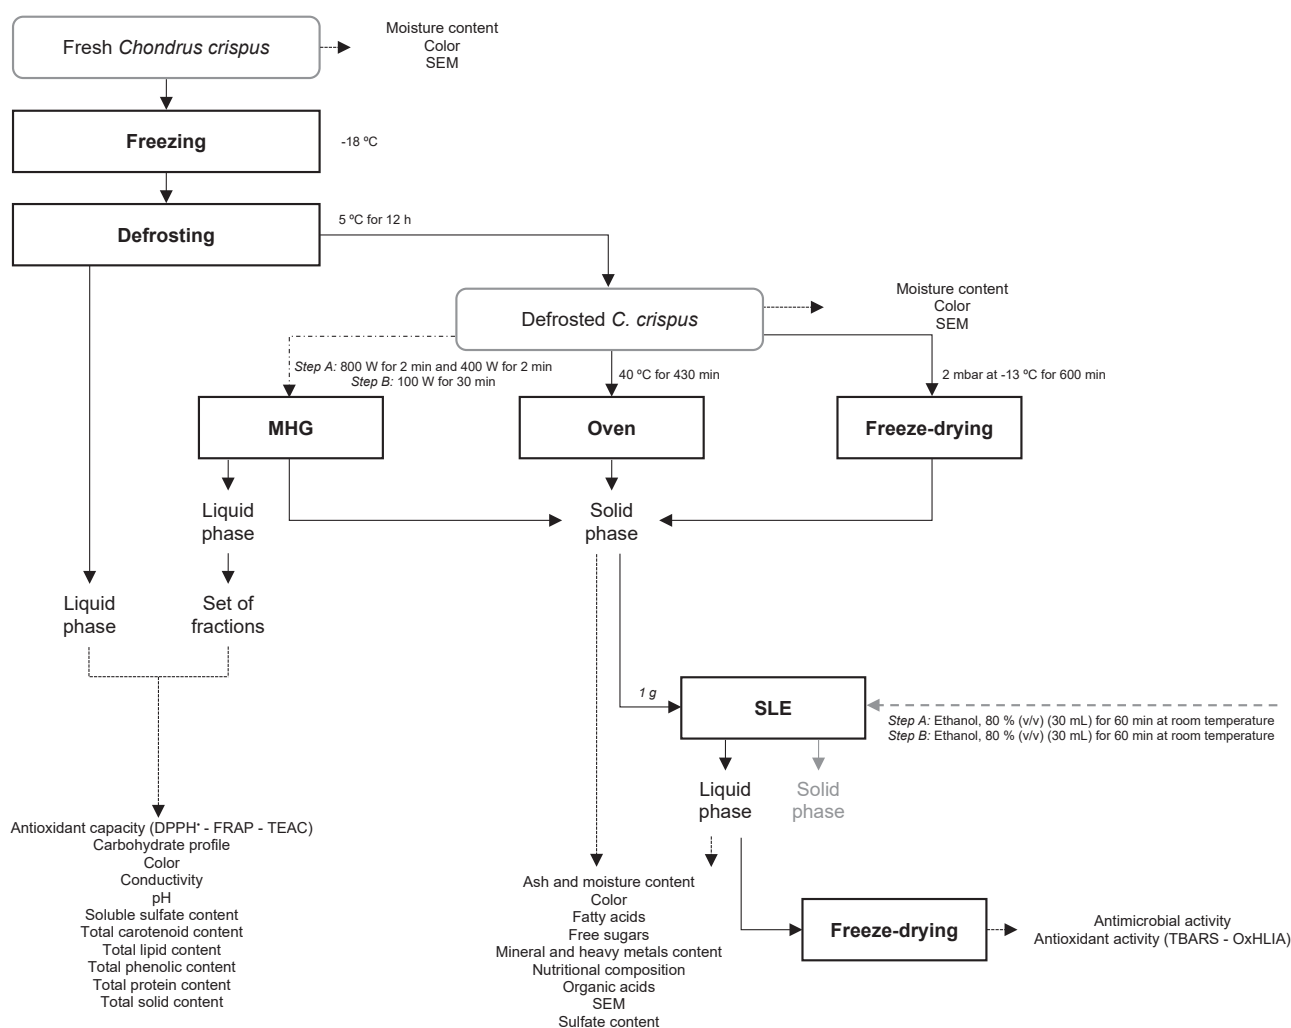 Fresh Chondrus crispus
Moisture content
Color
SEM
Freezing
-18 ºC
Defrosting
5 ºC for 12 h
Defrosted C. crispus
Moisture content
Color
SEM
Step A: 800 W for 2 min and 400 W for 2 min
Step B: 100 W for 30 min
40 ºC for 430 min
2 mbar at -13 ºC for 600 min
MHG
Oven
Freeze-drying
Liquid
phase
Solid
phase
Liquid
phase
Set of
fractions
1 g
SLE
Step A: Ethanol, 80 % (v/v) (30 mL) for 60 min at room temperature
Step B: Ethanol, 80 % (v/v) (30 mL) for 60 min at room temperature
Liquid
phase
Solid
phase
Antioxidant capacity (DPPH• - FRAP - TEAC)
Carbohydrate profile
Color
Conductivity
pH
Soluble sulfate content
Total carotenoid content
Total lipid content
Total phenolic content
Total protein content
Total solid content
Ash and moisture content
Color
Fatty acids
Free sugars
Mineral and heavy metals content
Nutritional composition
Organic acids
SEM
Sulfate content
Freeze-drying
Antimicrobial activity
Antioxidant activity (TBARS - OxHLIA)